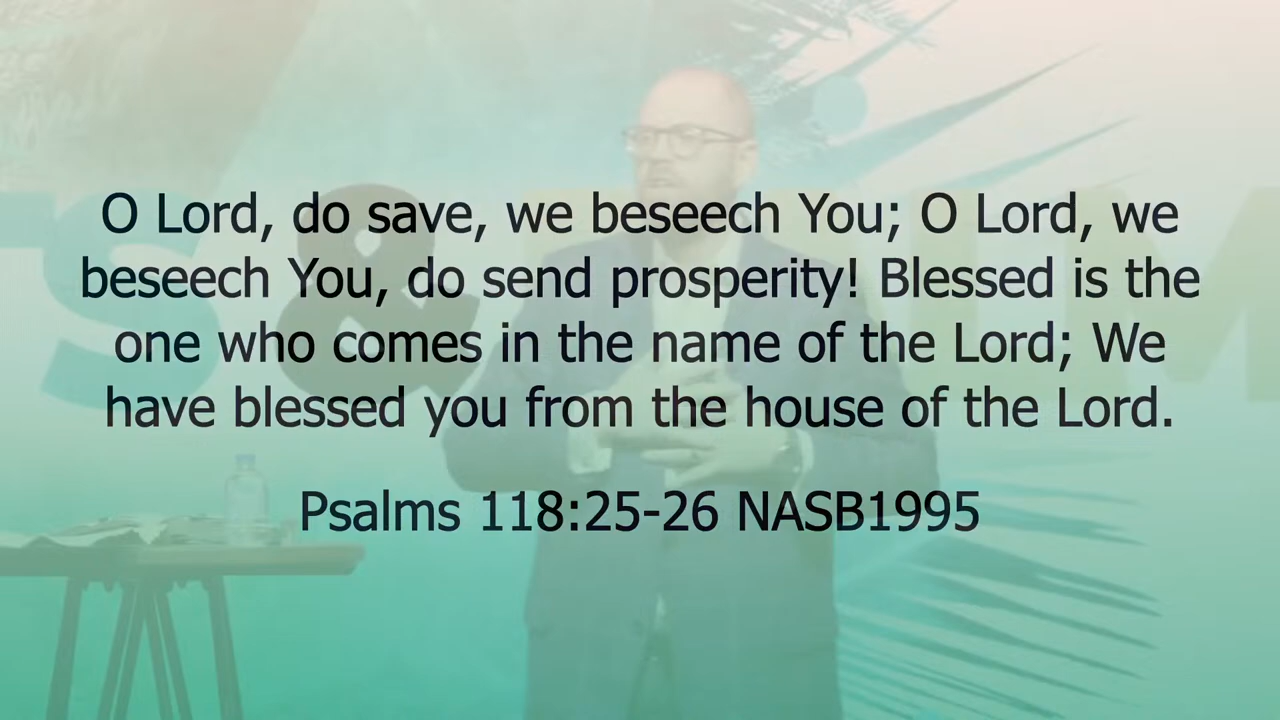 O Lord, do save, we beseech You; O Lord, we
beseech You, do send prosperity! Blessed is the
one who comes in the name of the Lord; We
have blessed you from the house of the Lord.
Psalms 118:25-26 NASB1995